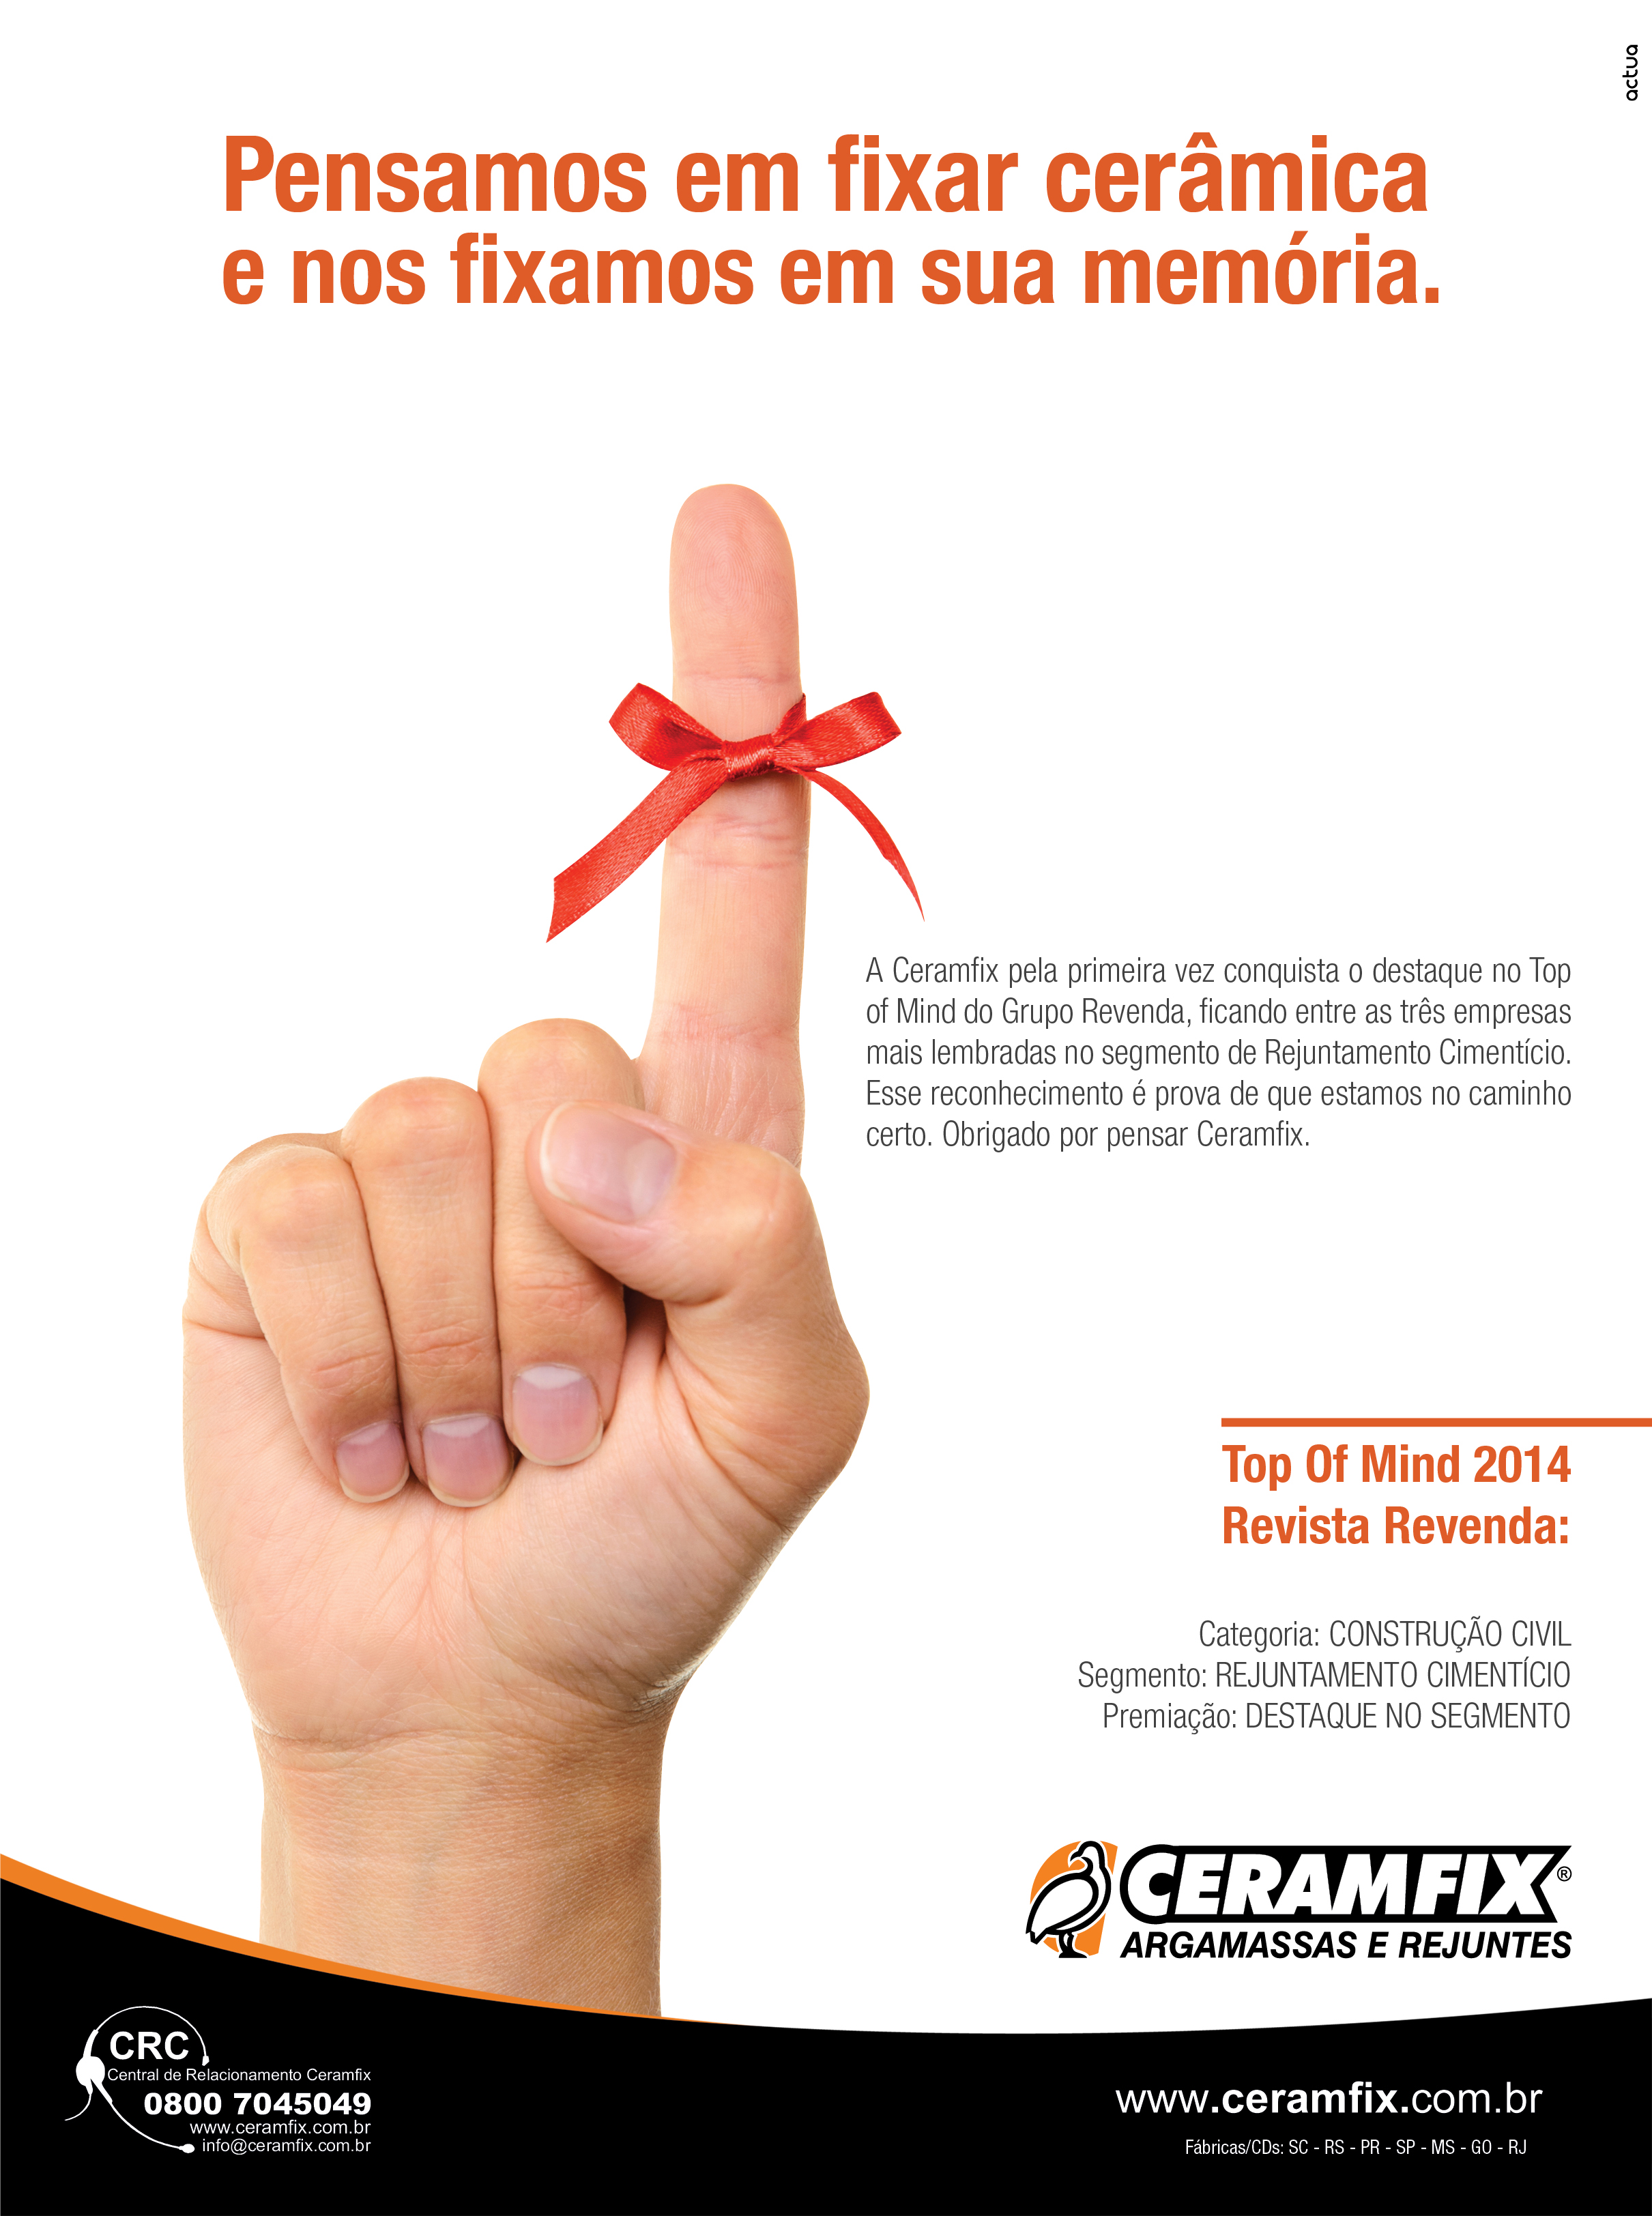 actua
Pensamos em fixar cerâmica
e nos fixamos em sua memória.
A Ceramfix pela primeira vez conquista o destaque no Top
of Mind do Grupo Revenda, ficando entre as três empresas
mais lembradas no segmento de Rejuntamento Cimentício.
Esse reconhecimento é prova de que estamos no caminho
certo. Obrigado por pensar Ceramfix.
Top Of Mind 2014
Revista Revenda:
Categoria: CONSTRUÇÃO CIVIL
Segmento: REJUNTAMENTO CIMENTÍCIO
Premiação: DESTAQUE NO SEGMENTO
CERAMFIX®
ARGAMASSAS E REJUNTES
CRC
Central de Relacionamento Ceramfix
0800 7045049
www.ceramfix.com.br
info@ceramfix.com.br
www.ceramfix.com.br
Fábricas/CDs: SC - RS - PR - SP - MS - GO - RJ